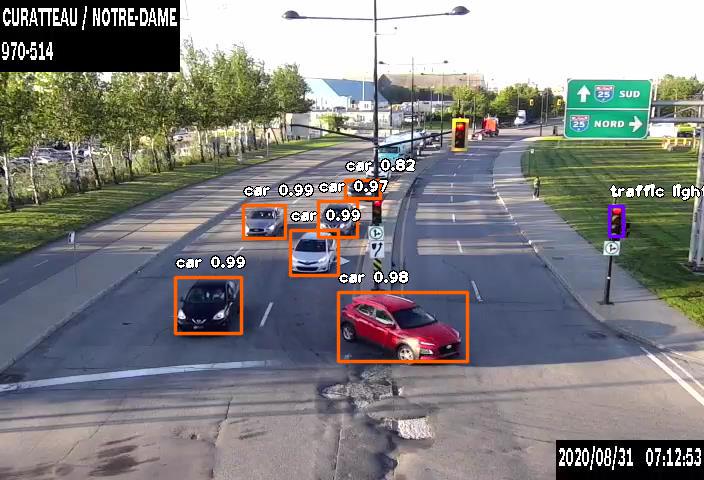 CURATTEAU / NOTRE-DAME
970-514
25 SUD
25 NORD
car 0.82
car 0.99
car 0.97
traffic light
car 0.99
car 0.99
car 0.98
2020/08/31 07:12:53